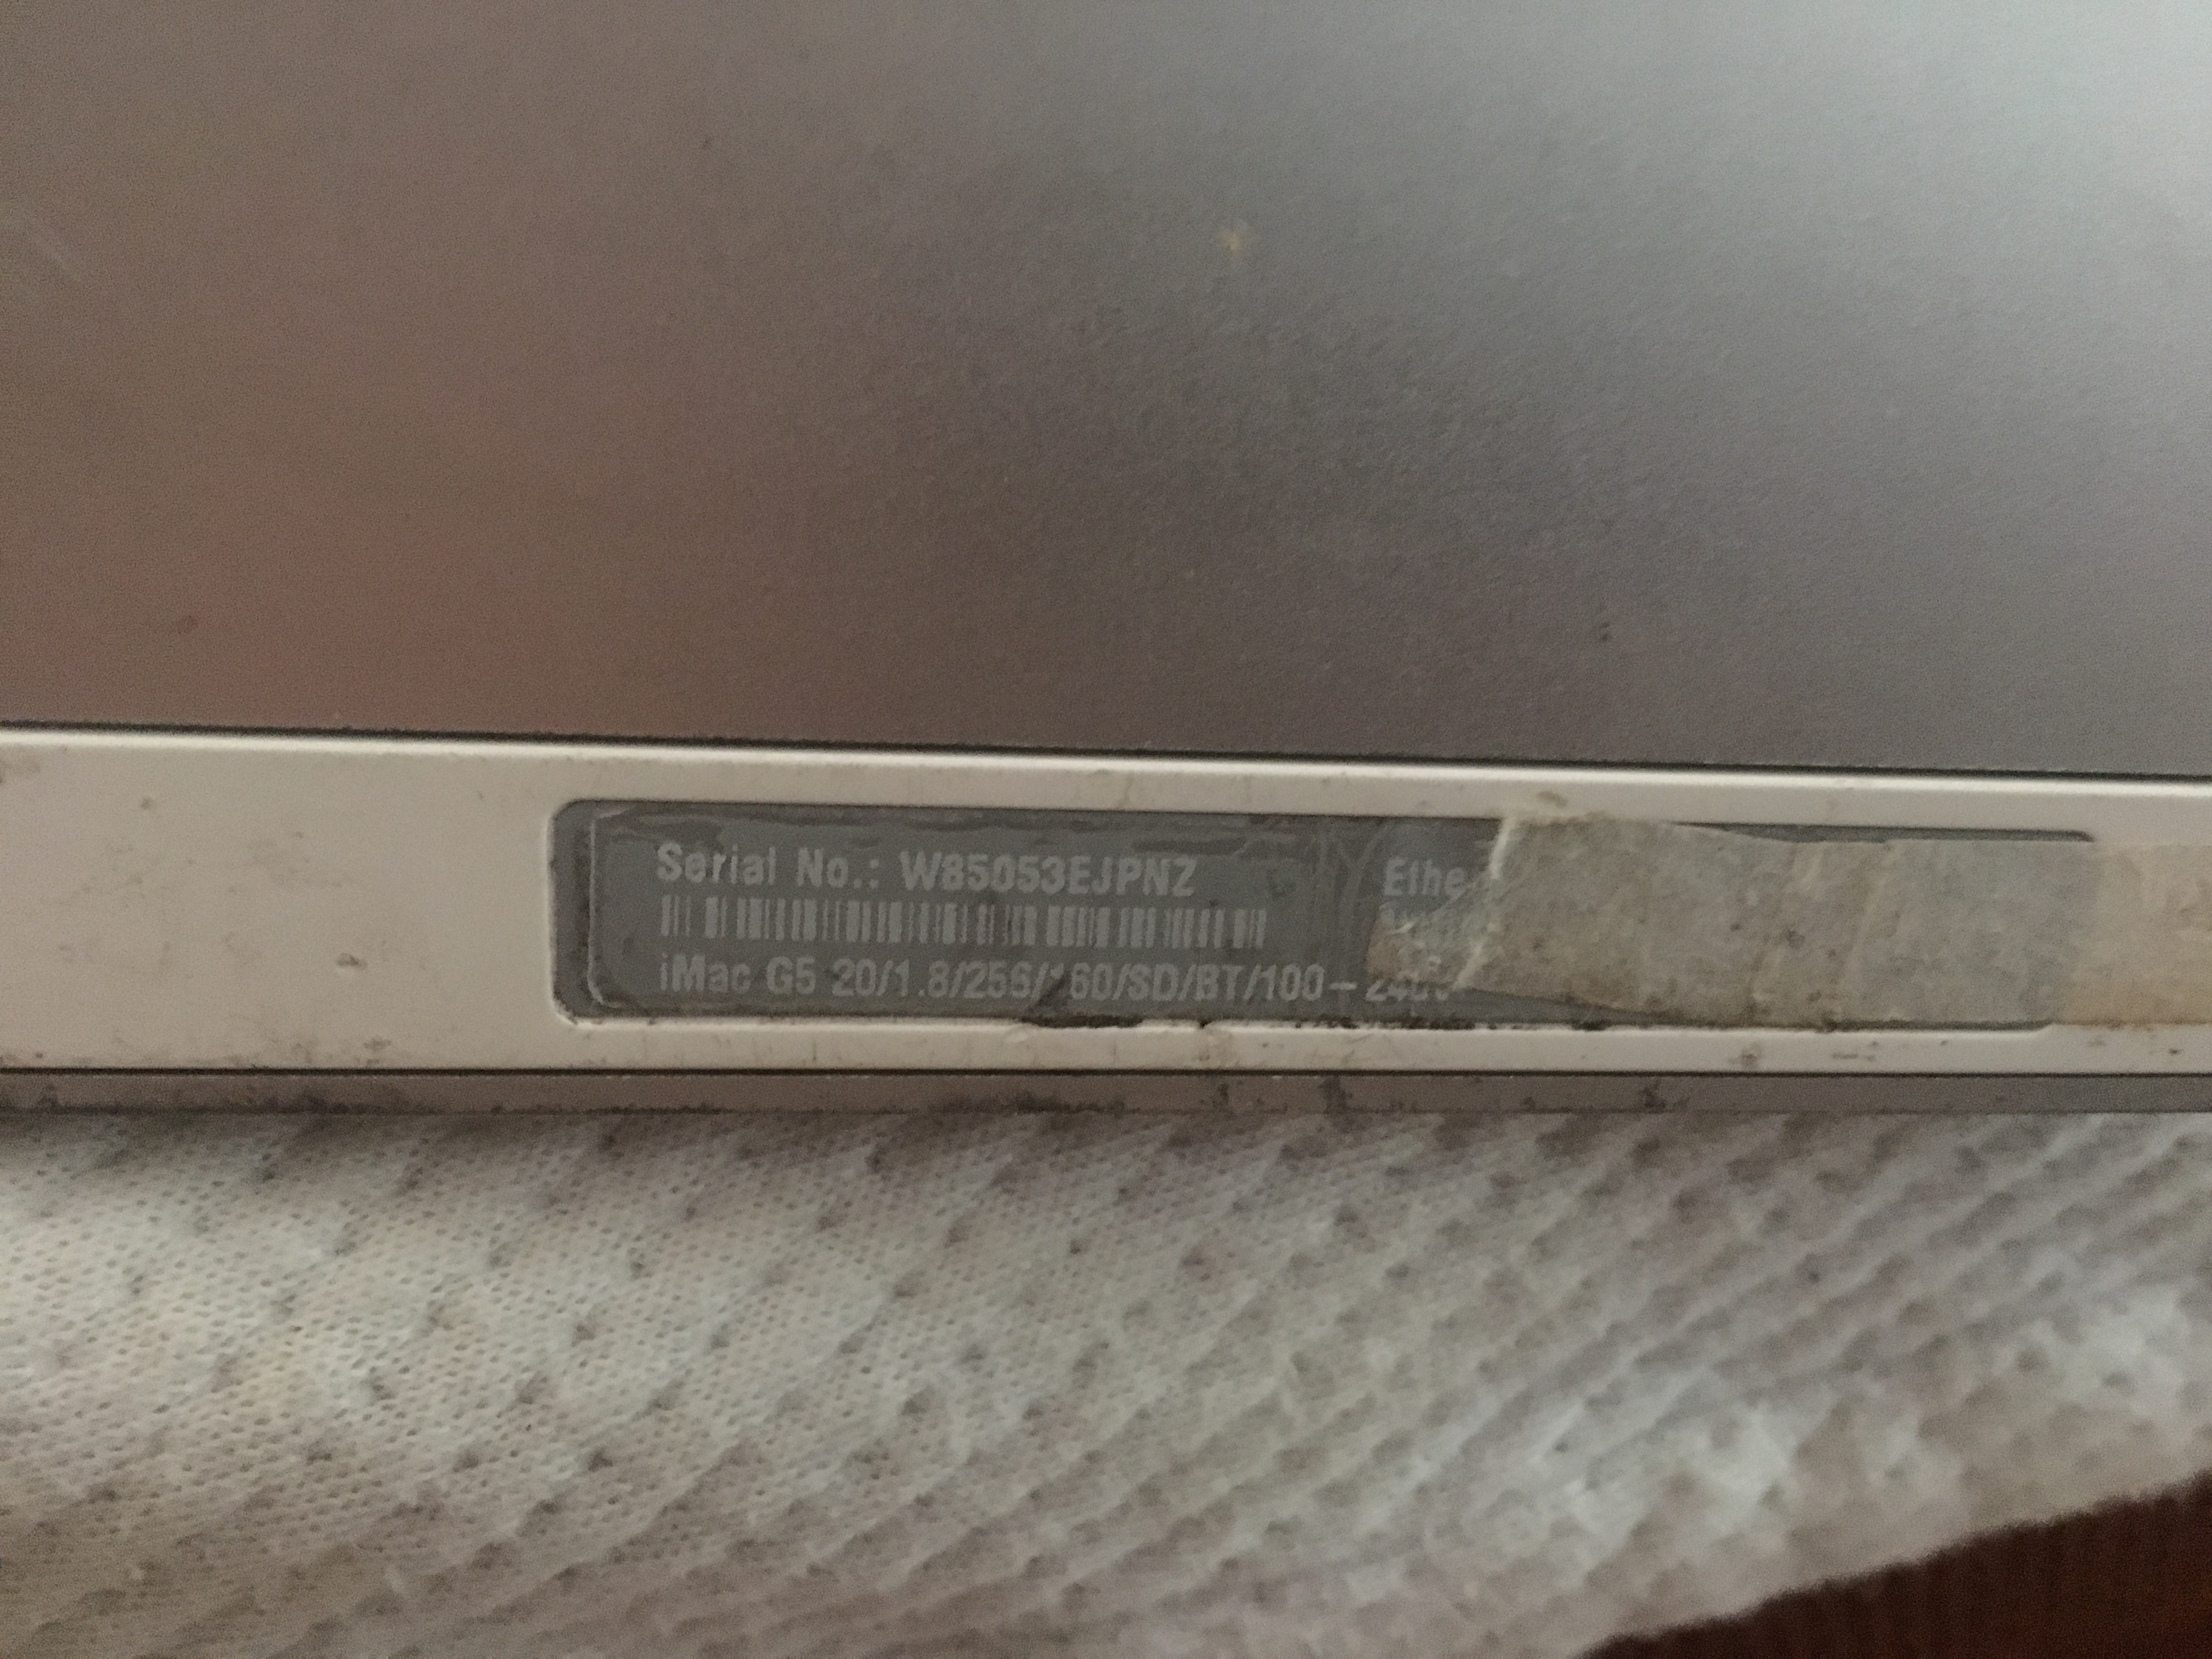 Serial No.: W85053EJPNZ Ethe
iMac G5 20/1.8/256/160/SD/BT/100-240